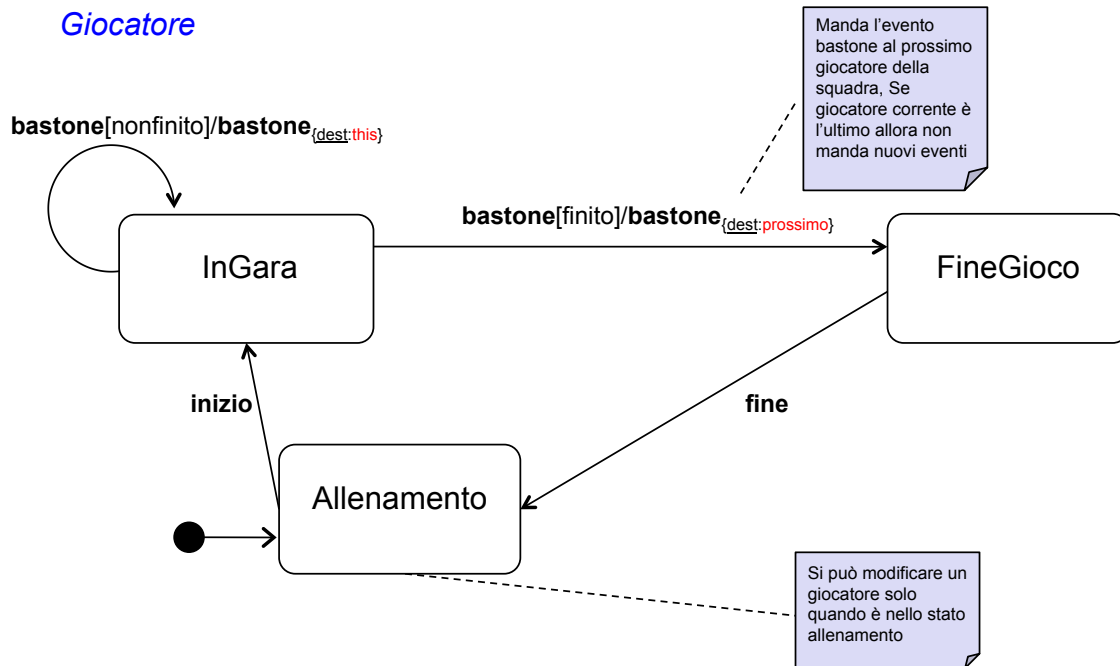 Giocatore
Manda l'evento
bastone al prossimo
giocatore della
squadra, Se
giocatore corrente è
l'ultimo allora non
manda nuovi eventi
bastone[nonfinito]/bastone{dest:this}
bastone[finito]/bastone{dest:prossimo}
InGara
FineGioco
inizio
fine
Allenamento
Si può modificare un
giocatore solo
quando è nello stato
allenamento